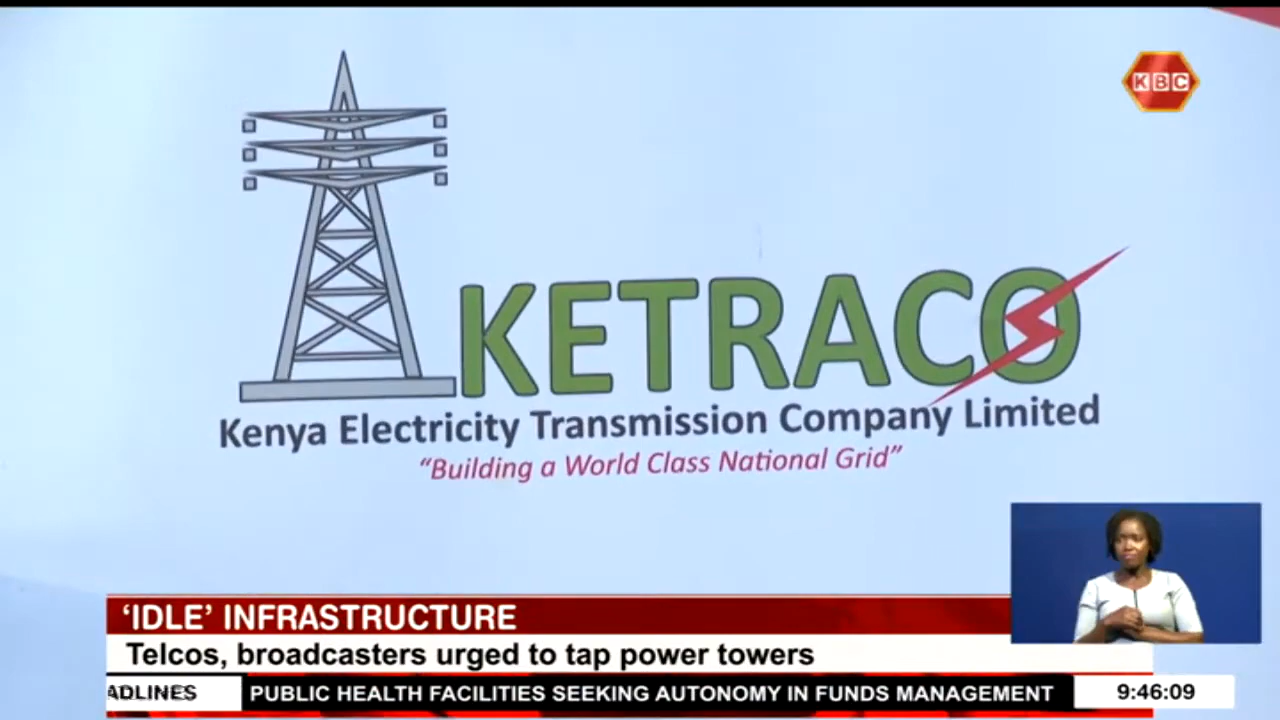 KBC
KETRACO
Kenya Electricity Transmission Company Limited
“Building a World Class National Grid”
‘IDLE’ INFRASTRUCTURE
Telcos, broadcasters urged to tap power towers
ADLINES
PUBLIC HEALTH FACILITIES SEEKING AUTONOMY IN FUNDS MANAGEMENT
9:46:09